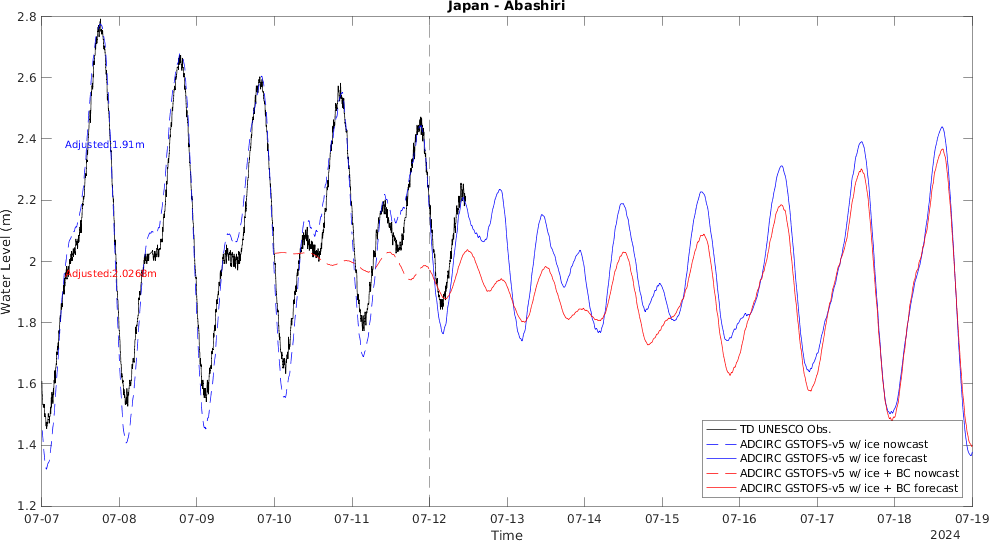 Japan - Abashiri
2.8
2.6
2.4
2.2
2
1.8
1.6
1.4
1.2
Water Level (m)
Adjusted:1.91m
Adjusted:2.0268m
TD UNESCO Obs.
ADCIRC GSTOFS-v5 w/ ice nowcast
ADCIRC GSTOFS-v5 w/ ice forecast
ADCIRC GSTOFS-v5 w/ ice + BC nowcast
ADCIRC GSTOFS-v5 w/ ice + BC forecast
07-07 07-08 07-09 07-10 07-11 07-12 07-13 07-14 07-15 07-16 07-17 07-18 07-19
Time
2024